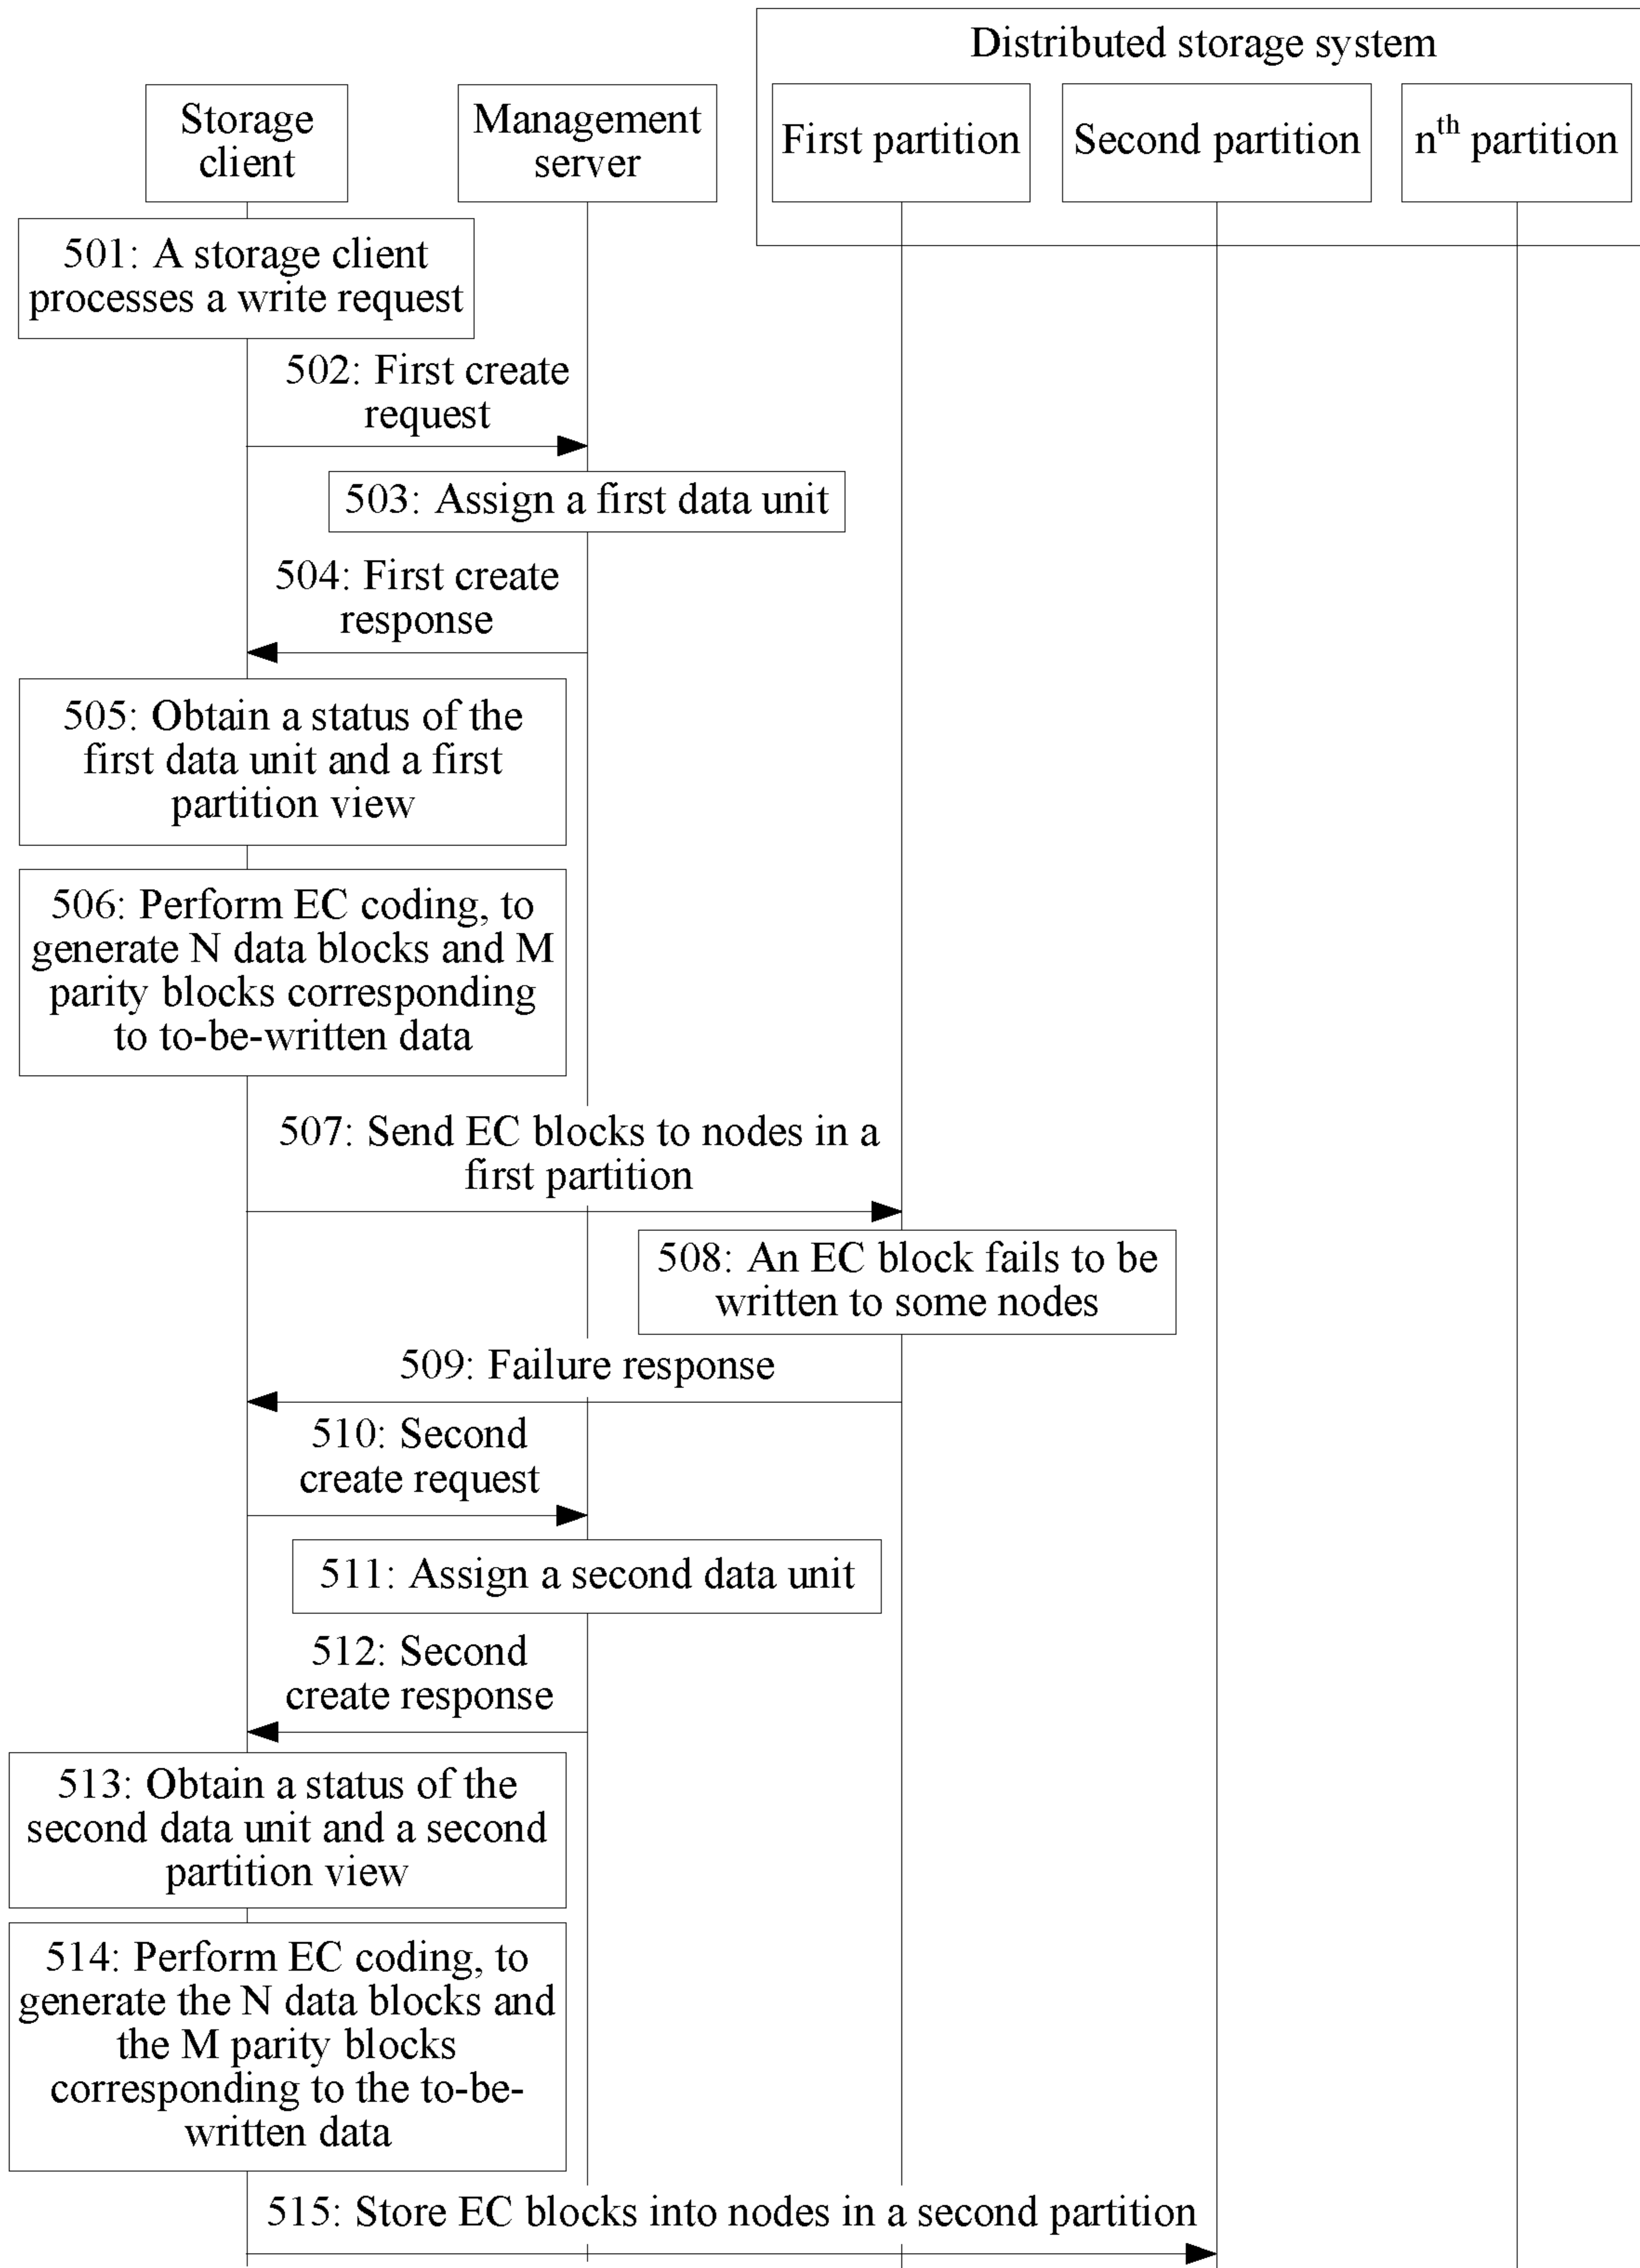 Distributed storage system
Storage
client
Management
server
First partition
Second partition
nth partition
501: A storage client
processes a write request
502: First create
request
503: Assign a first data unit
504: First create
response
505: Obtain a status of the
first data unit and a first
partition view
506: Perform EC coding, to
generate N data blocks and M
parity blocks corresponding
to to-be-written data
507: Send EC blocks to nodes in a
first partition
508: An EC block fails to be
written to some nodes
509: Failure response
510: Second
create request
511: Assign a second data unit
512: Second
create response
513: Obtain a status of the
second data unit and a second
partition view
514: Perform EC coding, to
generate the N data blocks and
the M parity blocks
corresponding to the to-be-
written data
515: Store EC blocks into nodes in a second partition